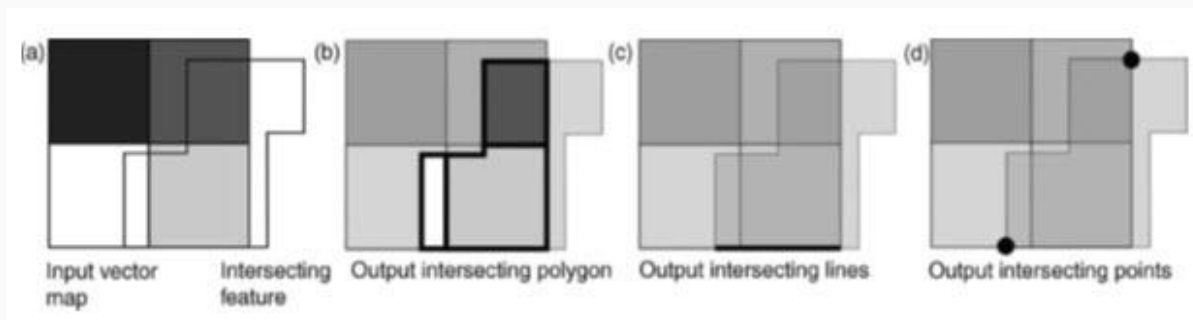 (a)
(b)
(c)
(d)
Input vector
map
Intersecting
feature
Output intersecting polygon
Output intersecting lines
Output intersecting points